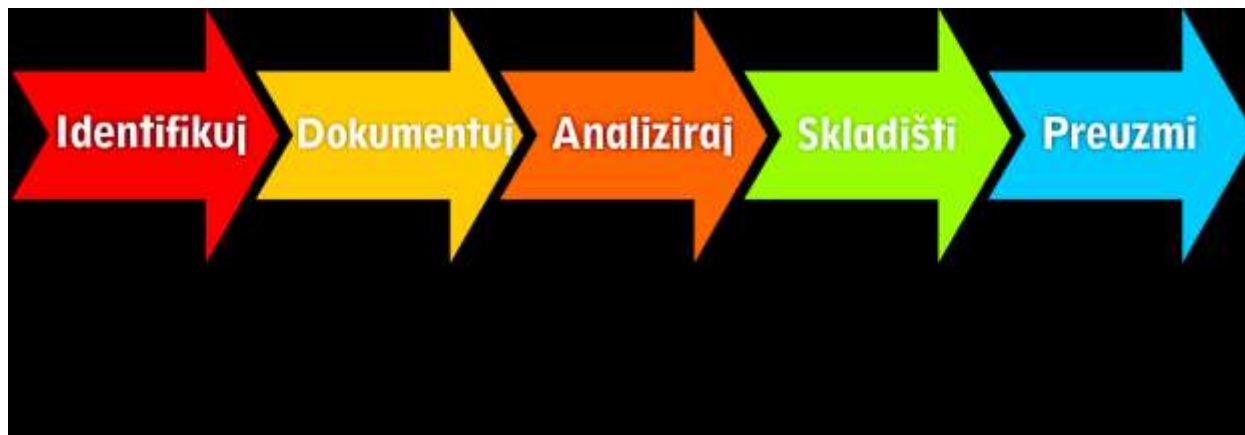 Identifikuj
Dokumentuj
Analiziraj
Skladišti
Preuzmi